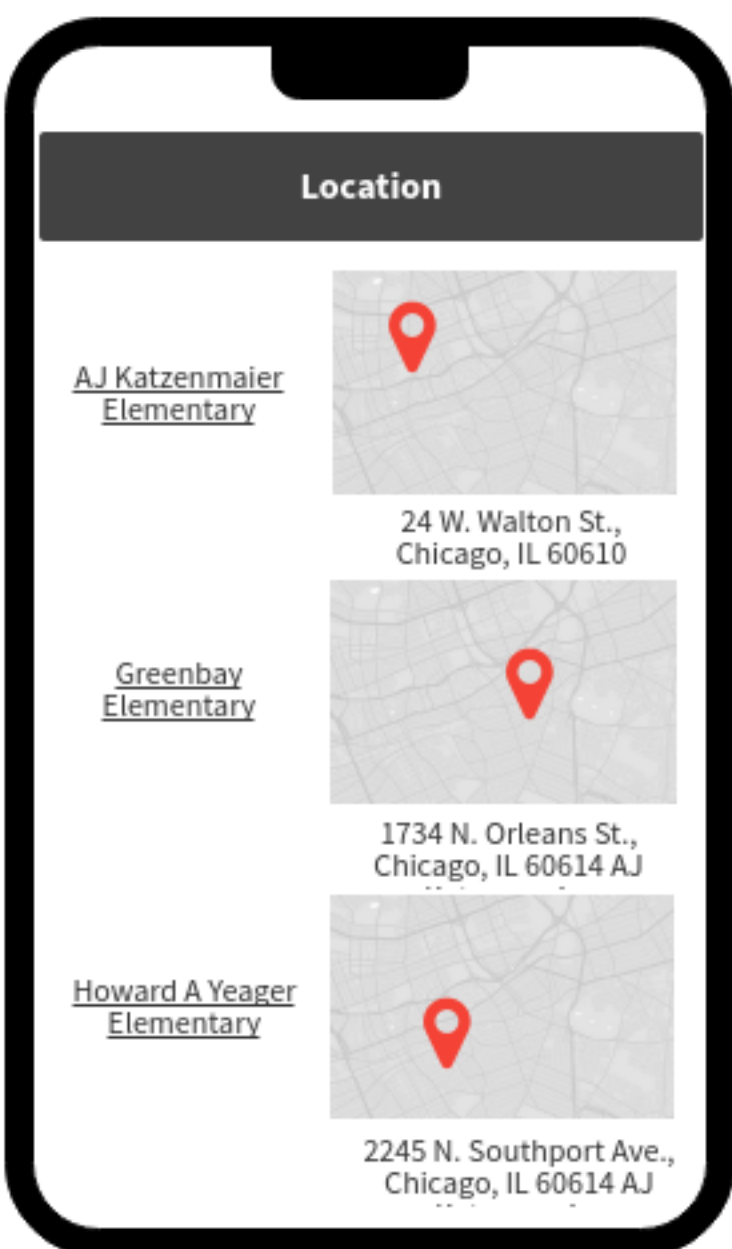 Location
AJ Katzenmaier
Elementary
24 W. Walton St.,
Chicago, IL 60610
Greenbay
Elementary
1734 N. Orleans St.,
Chicago, IL 60614 AJ
Howard A Yeager
Elementary
2245 N. Southport Ave.,
Chicago, IL 60614 AJ